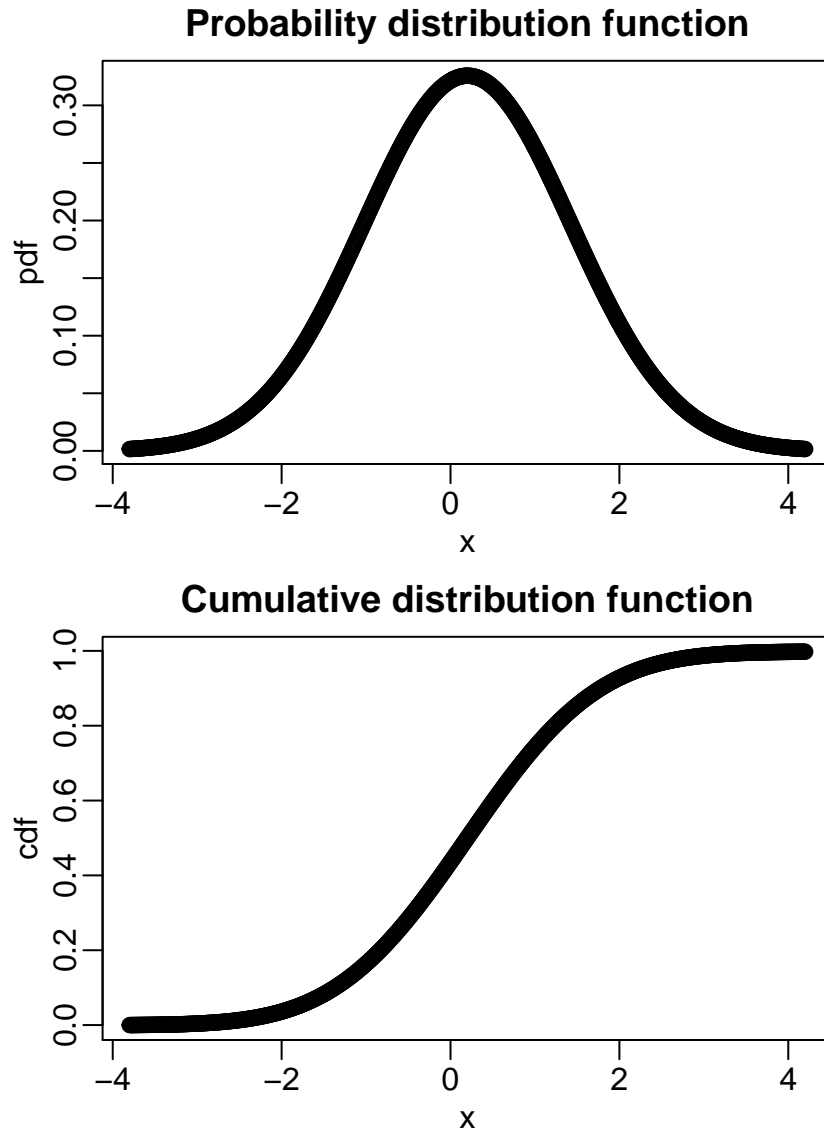 Probability distribution function
pdf
0.30
0.20
0.10
0.00
−4 −2 0 2 4
x
Cumulative distribution function
cdf
1.0
0.8
0.6
0.4
0.2
0.0
−4 −2 0 2 4
x